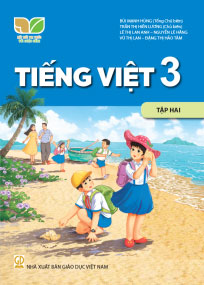 BÙI MẠNH HÙNG (Tổng Chủ biên)
TRẦN THỊ HIỀN LƯƠNG (Chủ biên)
LÊ THỊ LAN ANH – NGUYỄN LÊ HẰNG
VŨ THỊ LAN – ĐẶNG THỊ HẢO TÂM
TIẾNG VIỆT 3
TẬP HAI
NHÀ XUẤT BẢN GIÁO DỤC VIỆT NAM